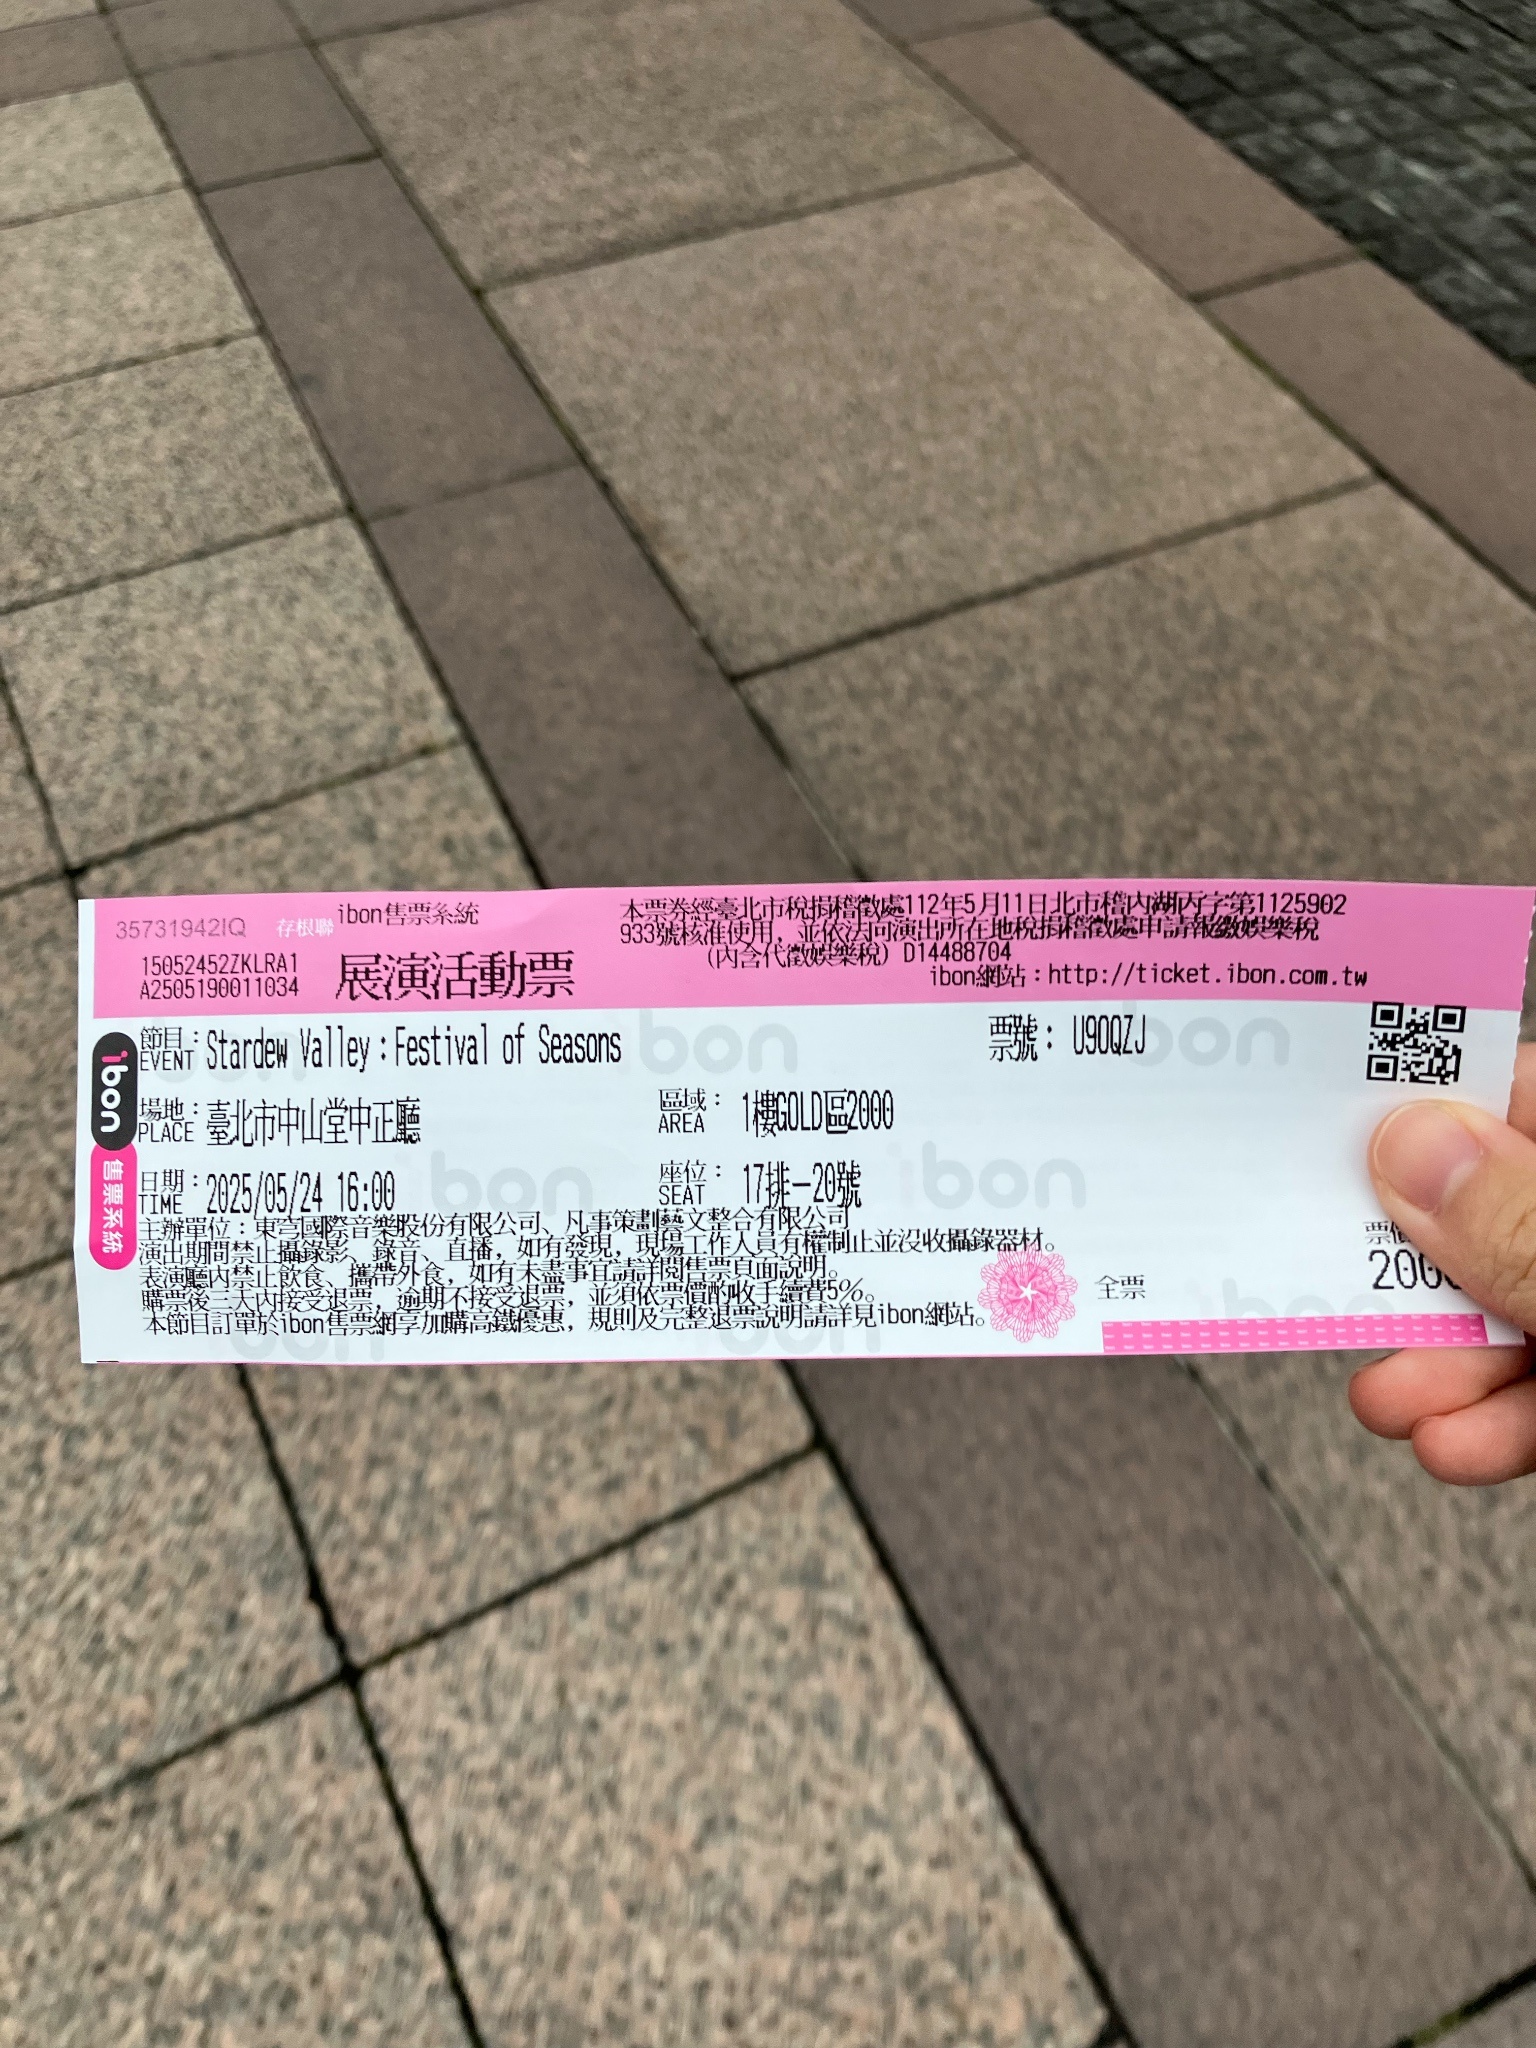 35731942IQ 存根聯 ibon售票系統
15052452ZKLRA1
A2505190011034
展演活動票
本票券經臺北市稅捐稽徵處112年5月11日北市稽內湖丙字第1125902
933號核准使用，並依法向演出所在地稅捐稽徵處申請報繳娛樂稅
(內含代徵娛樂稅) D14488704
ibon網站：http://ticket.ibon.com.tw
ibon
售票系統
節目：
EVENT
Stardew Valley：Festival of Seasons
票號： U90QZJ
場地：
PLACE
臺北市中山堂中正廳
區域：
AREA
1樓GOLD區2000
日期：
TIME
2025/05/24 16:00
座位：
SEAT
17排-20號
主辦單位：東穹國際音樂股份有限公司、凡事策劃藝文整合有限公司
演出期間禁止攝錄影、錄音、直播，如有發現，現場工作人員有權制止並沒收攝錄器材。
表演廳內禁止飲食、攜帶外食，如有未盡事宜請詳閱售票頁面說明。
購票後三天內接受退票，逾期不接受退票，並須依票價酌收手續費5%。
本節目訂單於ibon售票網享加購高鐵優惠，規則及完整退票說明請詳見ibon網站。
全票
票價
200